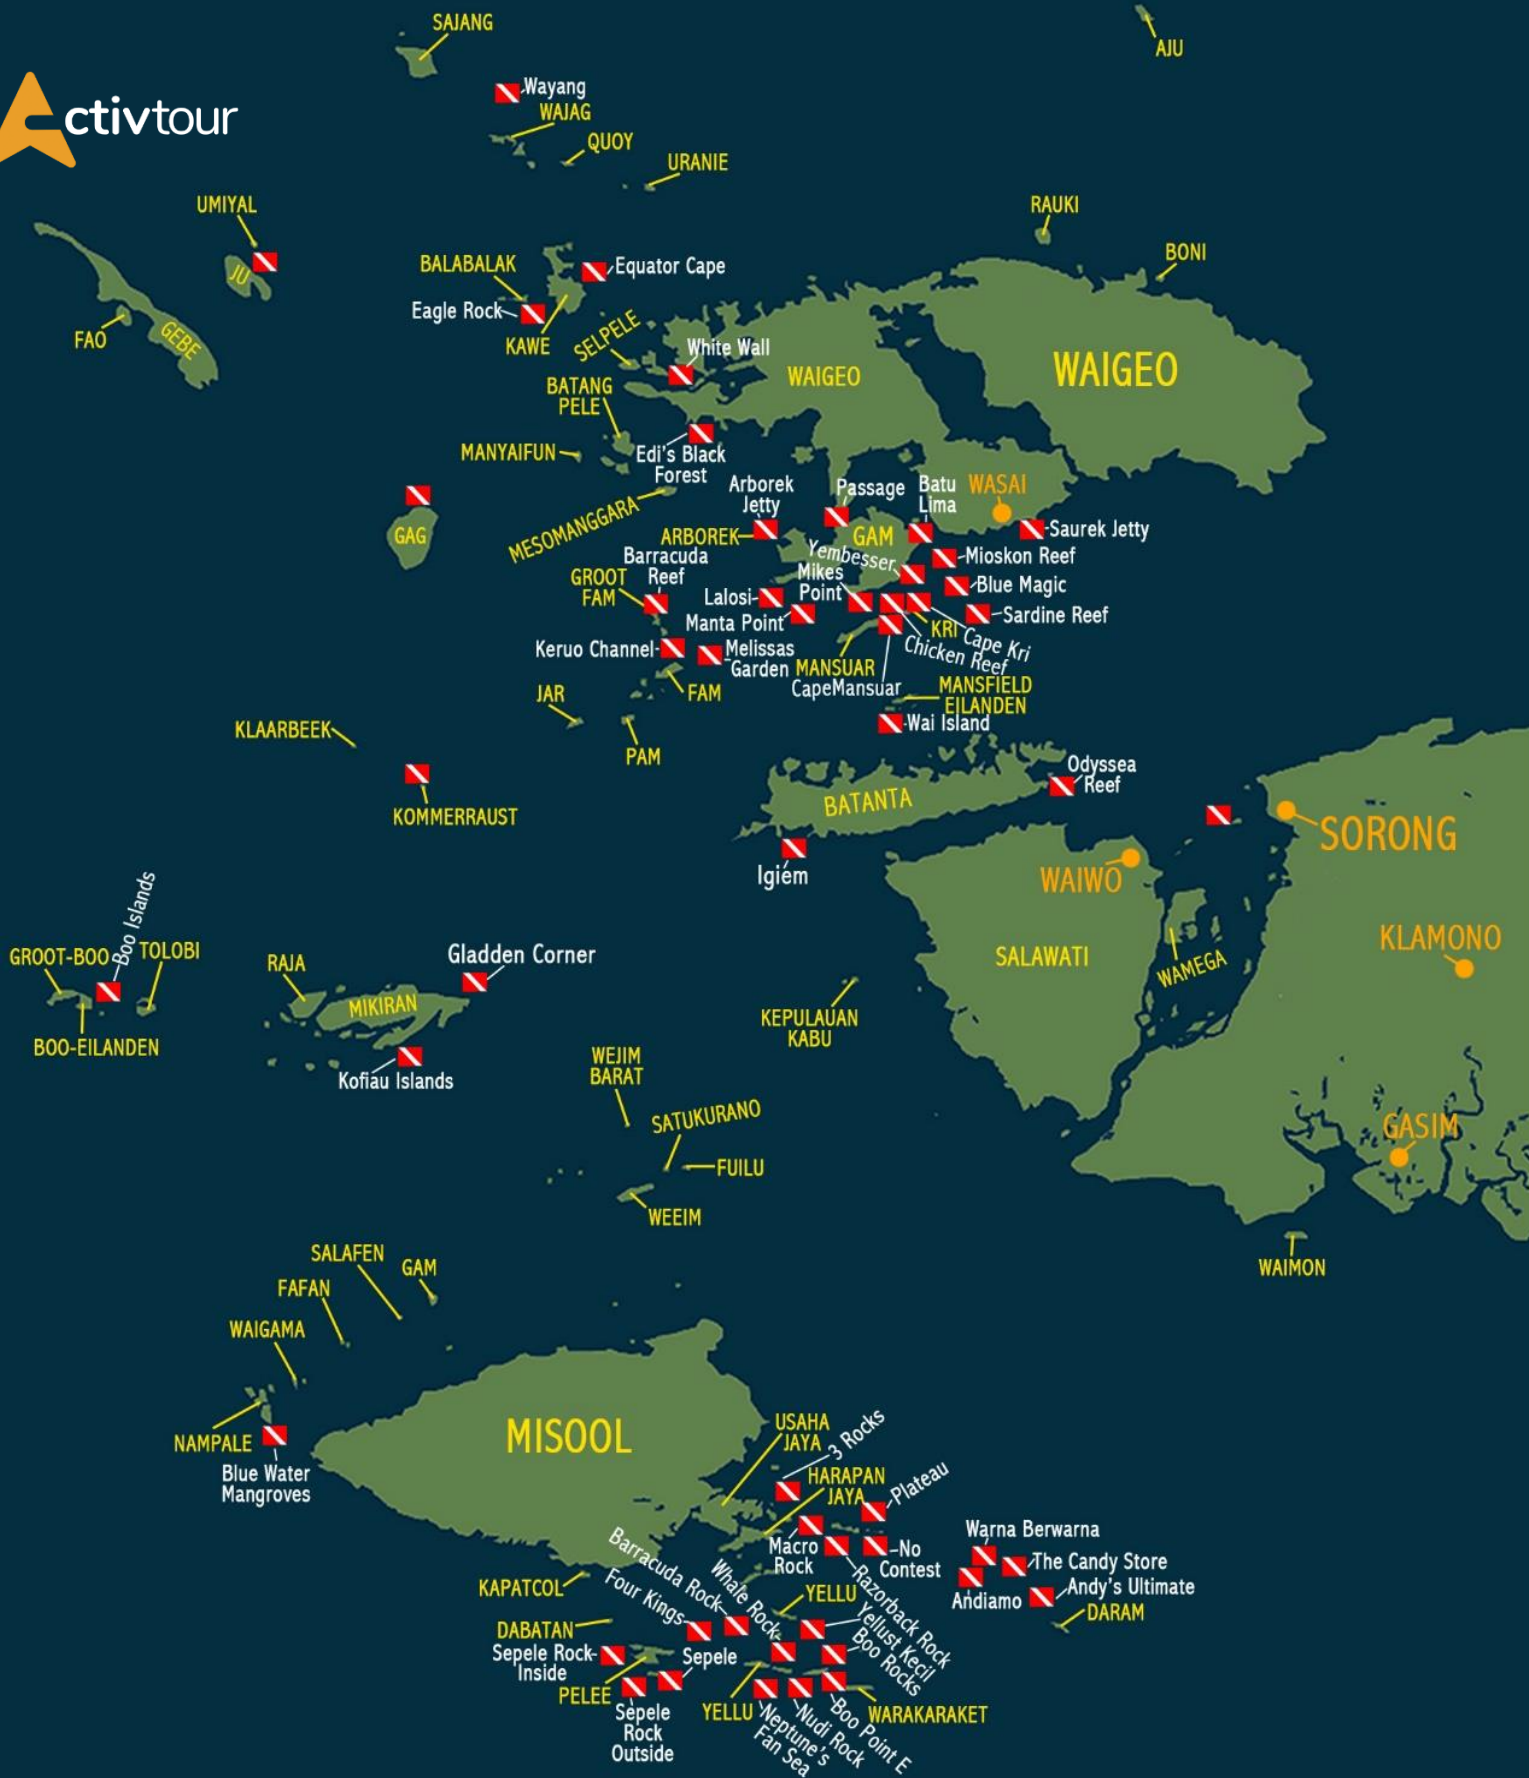 SAJANG
AJU
Wayang
WAJAG
ctivtour
QUOY
URANIE
UMIYAL
RAUKI
BONI
JU
BALABALAK
Equator Cape
Eagle Rock
FAO
GEBE
KAWE
SELPELE
White Wall
WAIGEO
WAIGEO
BATANG
PELE
MANYAIFUN
Edi's Black
Forest
Arborek
Jetty
Passage
Batu
Lima
WASAI
MESOMANGGARA
GAG
ARBOREK
GAM
Saurek Jetty
Barracuda
Reef
Yembesser
Mioskon Reef
GROOT
FAM
Mikes
Point
Blue Magic
Lalosi
Manta Point
Sardine Reef
KRI
Cape Kri
Chicken Reef
Keruo Channel
Melissas
Garden
MANSUAR
CapeMansuar
MANSFIELD
EILANDEN
JAR
FAM
Wai Island
KLAARBEEK
PAM
Odyssea
Reef
KOMMERRAUST
BATANTA
SORONG
Igiem
WAIWO
Boo Islands
GROOT-BOO
TOLOBI
RAJA
Gladden Corner
SALAWATI
WAMEGA
KLAMONO
MIKIRAN
BOO-EILANDEN
KEPULAUAN
KABU
Kofiau Islands
WEJIM
BARAT
SATUKURANO
GASIM
FUILU
WEEIM
SALAFEN
GAM
WAIMON
FAFAN
WAIGAMA
MISOOL
NAMPALE
Blue Water
Mangroves
USAHA
JAYA
3 Rocks
HARAPAN
JAYA
Plateau
Macro
Rock
No
Contest
Warna Berwarna
The Candy Store
Andiamo
Andy's Ultimate
DARAM
Barracuda Rock
Four Kings
Whale Rock
Razorback Rock
KAPATCOL
YELLU
Yellust Kecil
Boo Rocks
DABATAN
Sepele Rock
Inside
Sepele
PELEE
Sepele
Rock
Outside
YELLU
WARAKARAKET
Neptune's
Fan Sea
Nudi Rock
Boo Point E